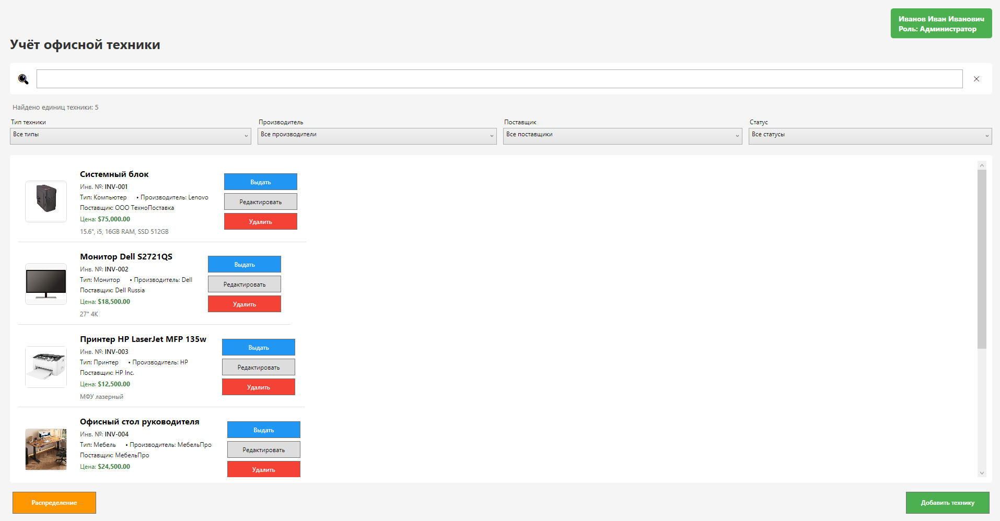 Иванов Иван Иванович
Роль: Администратор
Учёт офисной техники
Найдено единиц техники: 5
Тип техники
Производитель
Поставщик
Статус
Все типы
Все производители
Все поставщики
Все статусы
Системный блок
Инв. №: INV-001
Тип: Компьютер • Производитель: Lenovo
Поставщик: ООО ТехноПоставка
Цена: $75,000.00
15.6", i5, 16GB RAM, SSD 512GB
Выдать
Редактировать
Удалить
Монитор Dell S2721QS
Инв. №: INV-002
Тип: Монитор • Производитель: Dell
Поставщик: Dell Russia
Цена: $18,500.00
27" 4K
Выдать
Редактировать
Удалить
Принтер HP LaserJet MFP 135w
Инв. №: INV-003
Тип: Принтер • Производитель: HP
Поставщик: HP Inc.
Цена: $12,500.00
МФУ лазерный
Выдать
Редактировать
Удалить
Офисный стол руководителя
Инв. №: INV-004
Тип: Мебель • Производитель: МебельПро
Поставщик: МебельПро
Цена: $24,500.00
Выдать
Редактировать
Удалить
Распределение
Добавить технику